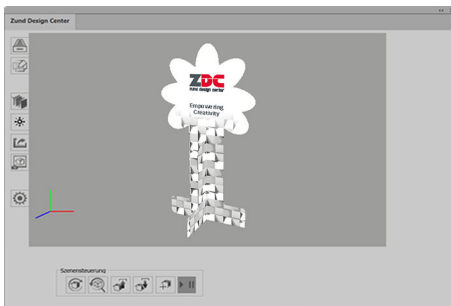 Zund Design Center
ZDC
zund design center
Empowering
Creativity
Szenensteuerung